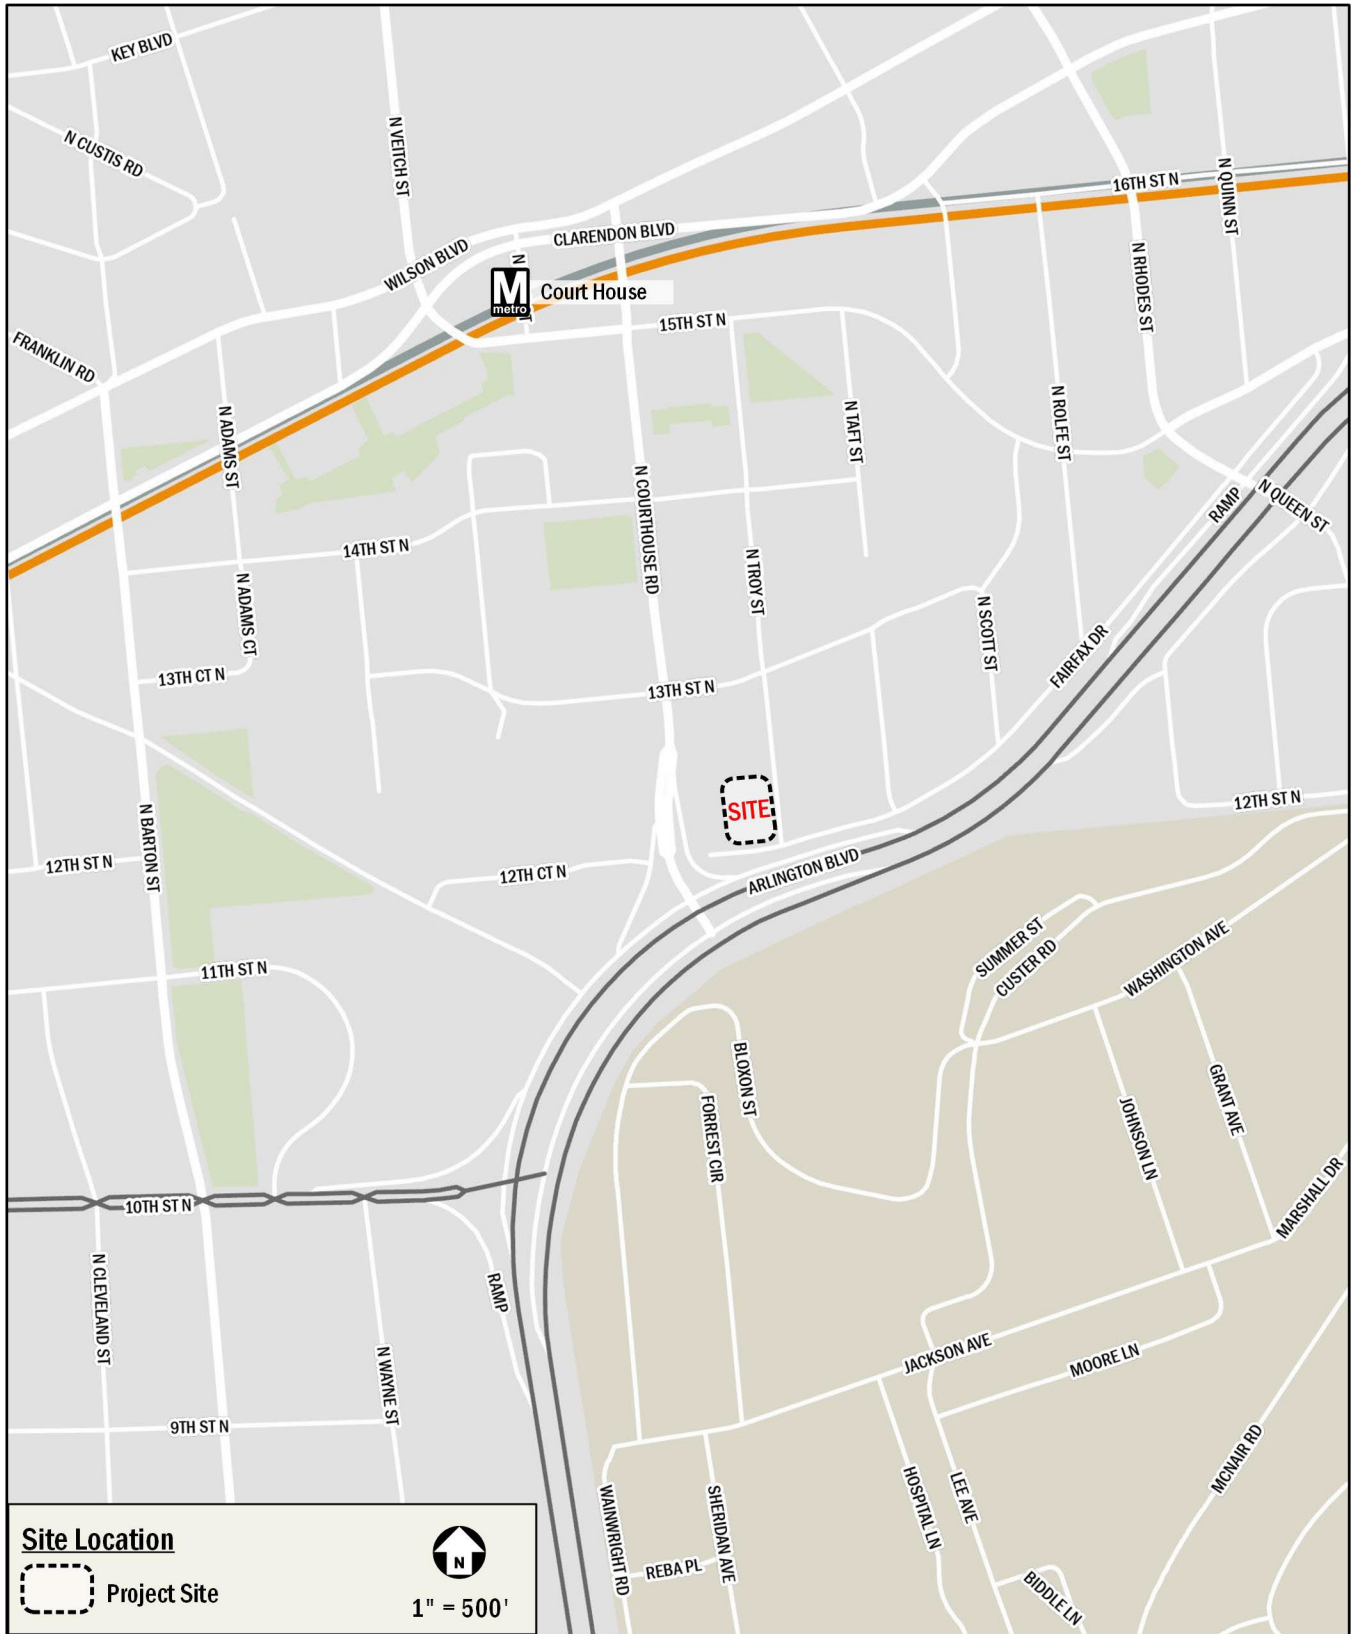 KEY BLVD
N CUSTIS RD
N VEITCH ST
16TH ST N
N QUINN ST
CLARENDON BLVD
WILSON BLVD
N
M
metro
Court House
N RHODES ST
15TH ST N
FRANKLIN RD
N ADAMS ST
N TAFT ST
N ROLFE ST
N COURTHOUSE RD
RAMP
N QUEEN ST
14TH ST N
N TROY ST
N ADAMS CT
N SCOTT ST
FAIRFAX DR
13TH CT N
13TH ST N
SITE
12TH ST N
N BARTON ST
12TH ST N
12TH CT N
ARLINGTON BLVD
11TH ST N
SUMMER ST
CUSTER RD
WASHINGTON AVE
BLOXON ST
FORREST CIR
JOHNSON LN
GRANT AVE
MARSHALL DR
10TH ST N
N CLEVELAND ST
RAMP
N WAYNE ST
JACKSON AVE
MOORE LN
9TH ST N
MCNAIR RD
WAINWRIGHT RD
SHERIDAN AVE
HOSPITAL LN
LEE AVE
REBA PL
BIDDLE LN
Site Location
Project Site
N
1" = 500'